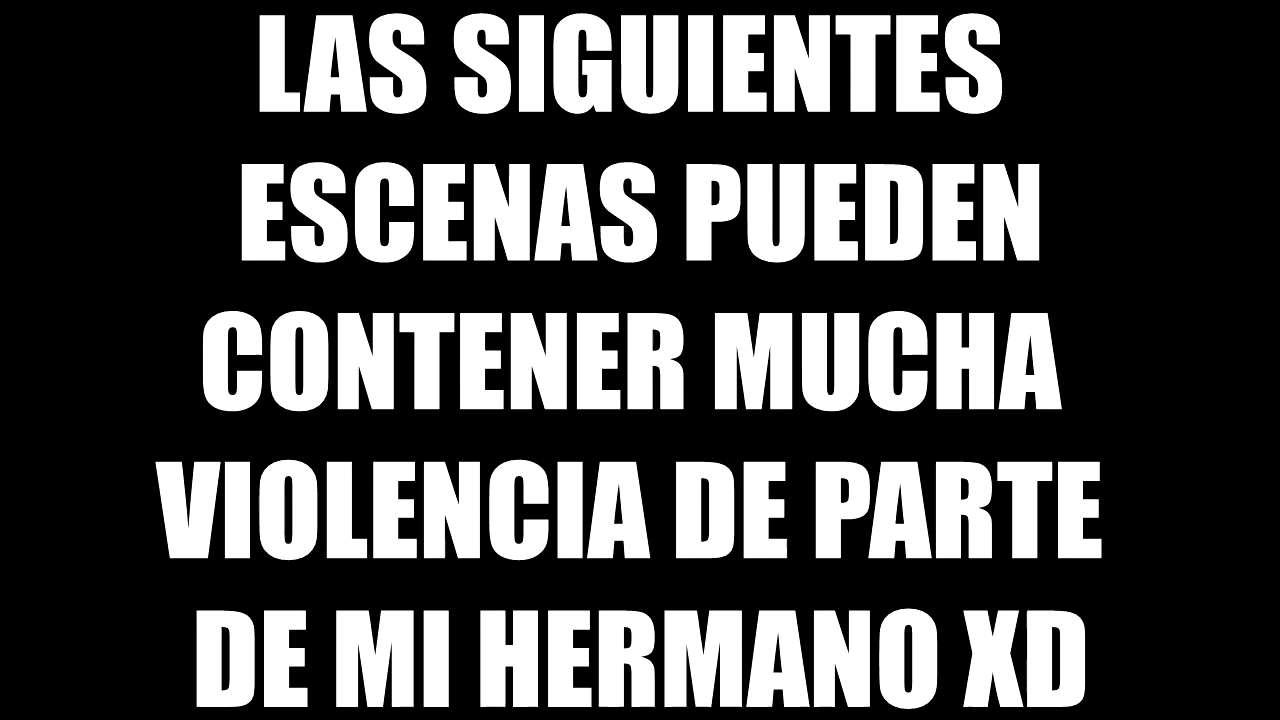 LAS SIGUIENTES
ESCENAS PUEDEN
CONTENER MUCHA
VIOLENCIA DE PARTE
DE MI HERMANO XD